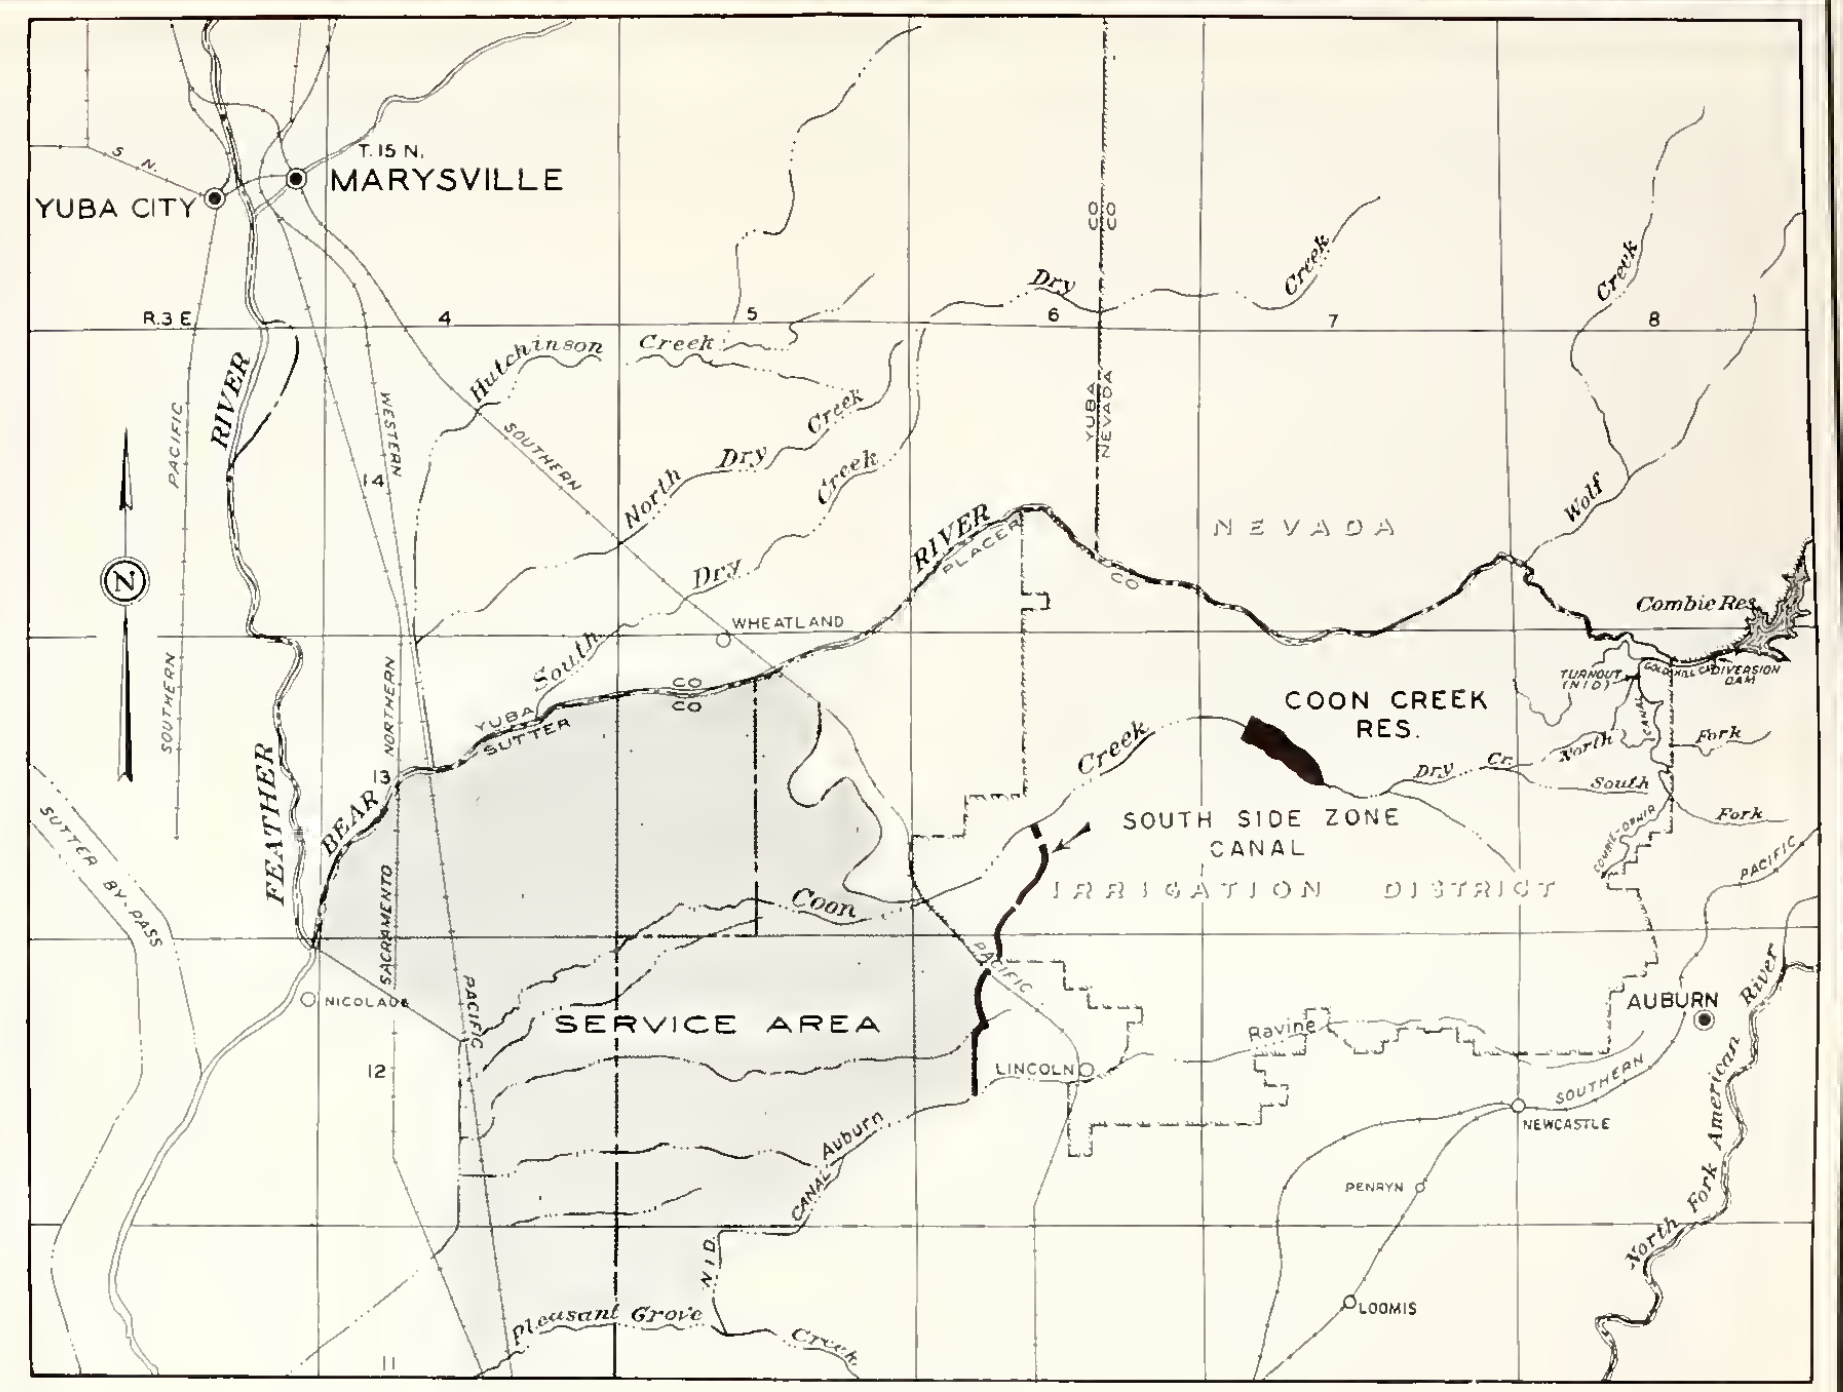 T. 15 N.
S N.
MARYSVILLE
YUBA CITY
CO
CO
Creek
Creek
Dry
R. 3 E.
4
5
6
7
8
Hutchinson Creek
RIVER
PACIFIC
WESTERN
SOUTHERN
YUBA
NEVADA
Creek
North Dry
Creek
14
RIVER
PLACER
NEVADA
Wolf
N
Dry
CO
Combie Res.
WHEATLAND
South
GOLD HILL
DIVERSION
DAM
TURNOUT
(NID)
CANAL
SOUTHERN
NORTHERN
CO
CO
YUBA
SUTTER
COON CREEK
RES.
Creek
North Fork
Dry Cr.
South
Fork
FEATHER
13
BEAR
SOUTH SIDE ZONE
CANAL
SUTTER BY-PASS
PACIFIC
IRRIGATION DISTRICT
Coon
SACRAMENTO
PACIFIC
NICOLAUS
PACIFIC
SERVICE AREA
AUBURN
River
Ravine
12
LINCOLN
SOUTHERN
NEWCASTLE
Auburn
CANAL
PENRYN
North Fork American
N I D
LOOMIS
Pleasant Grove
Creek
11